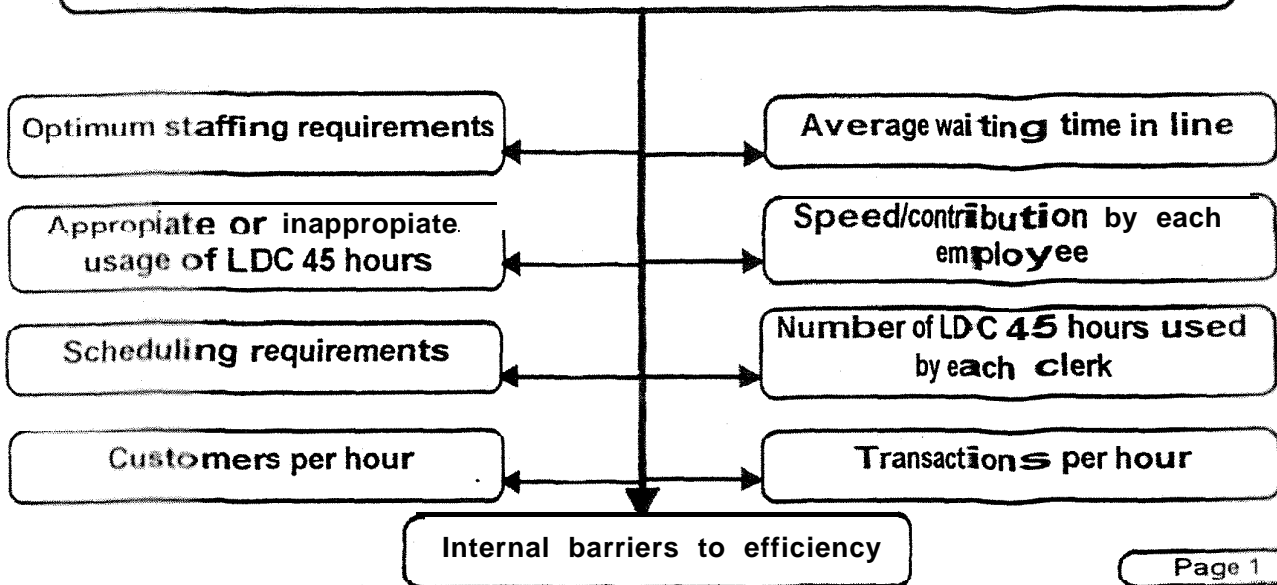 Optimum staffing requirements
Average waiting time in line
Appropiate or inappropiate
usage of LDC 45 hours
Speed/contribution by each
employee
Scheduling requirements
Number of LDC 45 hours used
by each clerk
Customers per hour
Transactions per hour
Internal barriers to efficiency
Page 1